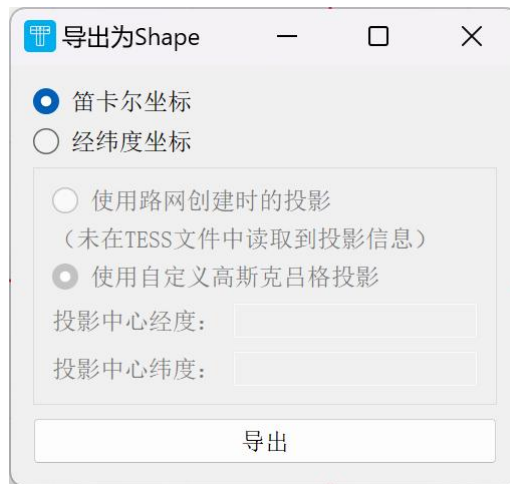 导出为Shape
笛卡尔坐标
经纬度坐标
使用路网创建时的投影
（未在TESS文件中读取到投影信息）
使用自定义高斯克吕格投影
投影中心经度：
投影中心纬度：
导出